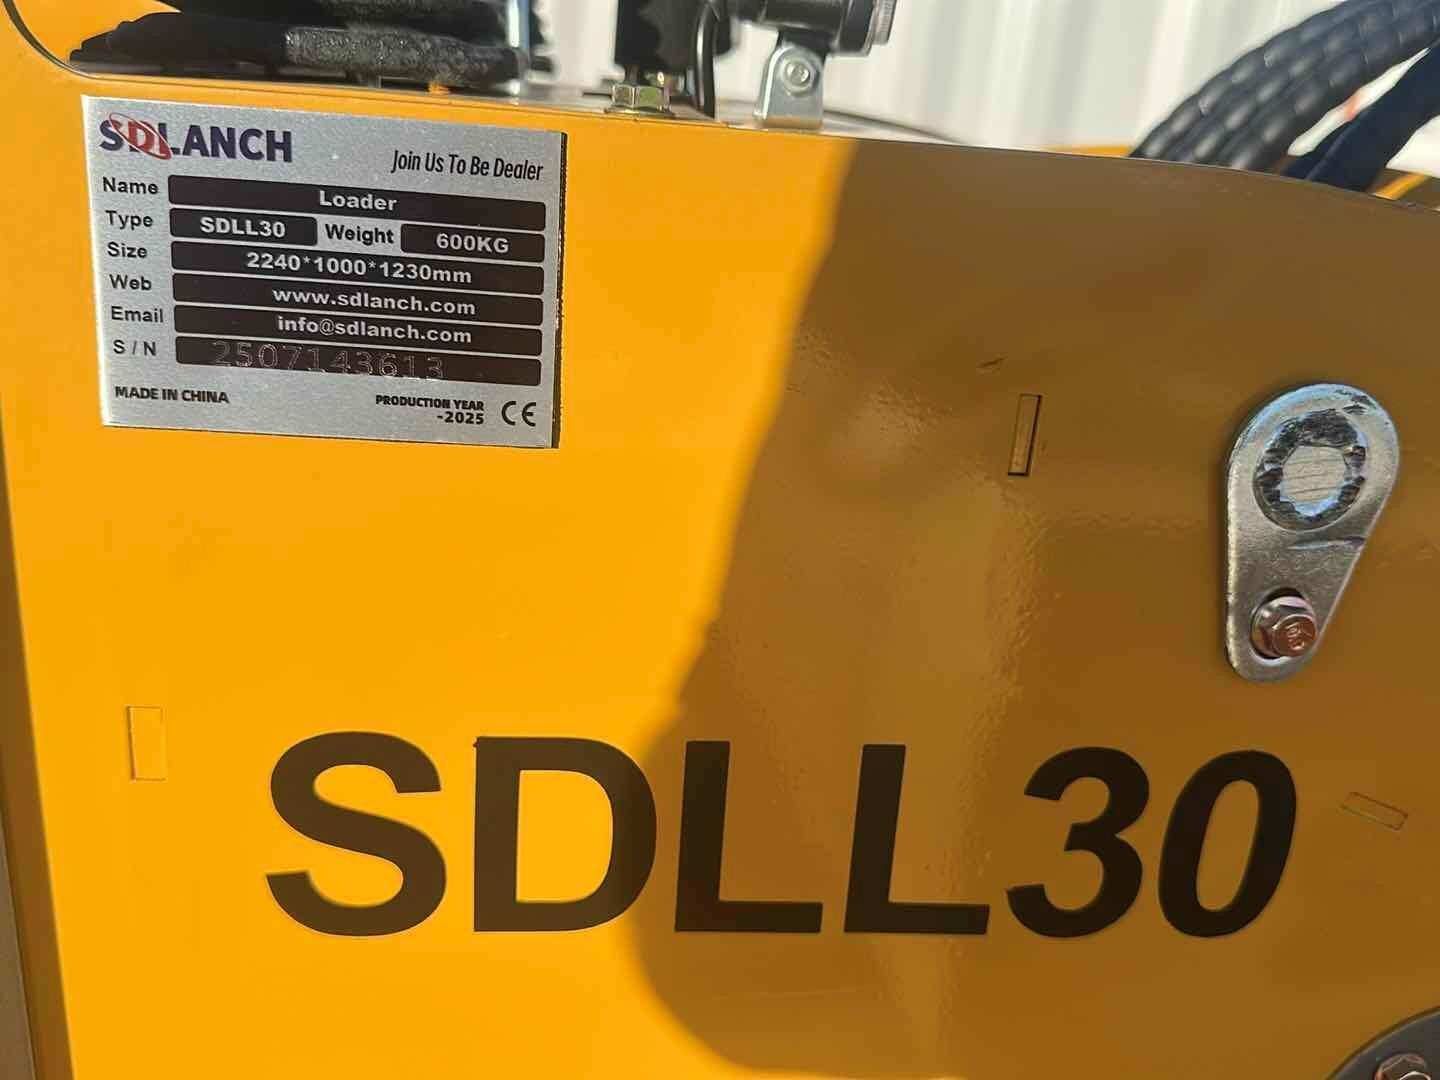 SDLANCH
Join Us To Be Dealer
Name Loader
Type SDLL30 Weight 600KG
Size 2240*1000*1230mm
Web www.sdlanch.com
Email info@sdlanch.com
S / N 2507143613
MADE IN CHINA
PRODUCTION YEAR
-2025
CE
SDLL30